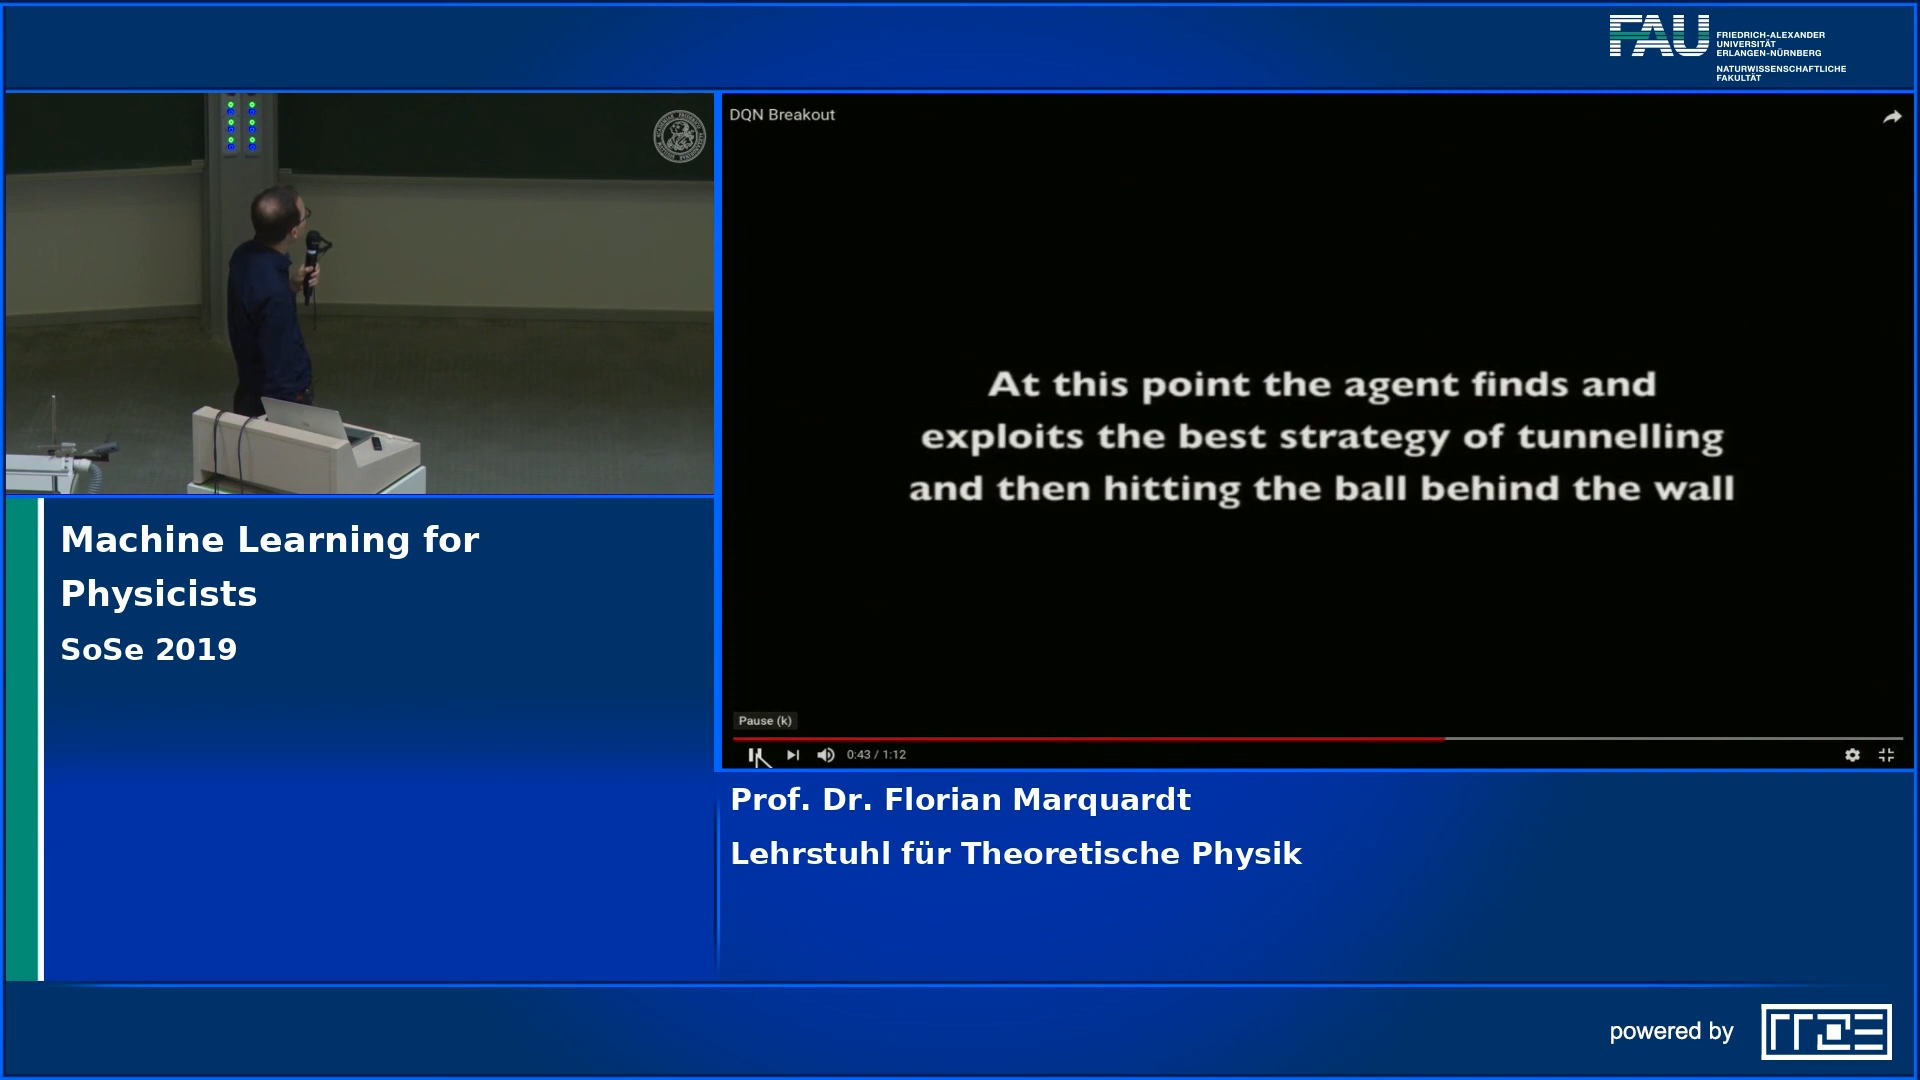 FAU
FRIEDRICH-ALEXANDER
UNIVERSITÄT
ERLANGEN-NÜRNBERG
NATURWISSENSCHAFTLICHE
FAKULTÄT
DQN Breakout
At this point the agent finds and
exploits the best strategy of tunnelling
and then hitting the ball behind the wall
Pause (k)
0:43 / 1:12
Machine Learning for
Physicists
SoSe 2019
Prof. Dr. Florian Marquardt
Lehrstuhl für Theoretische Physik
powered by